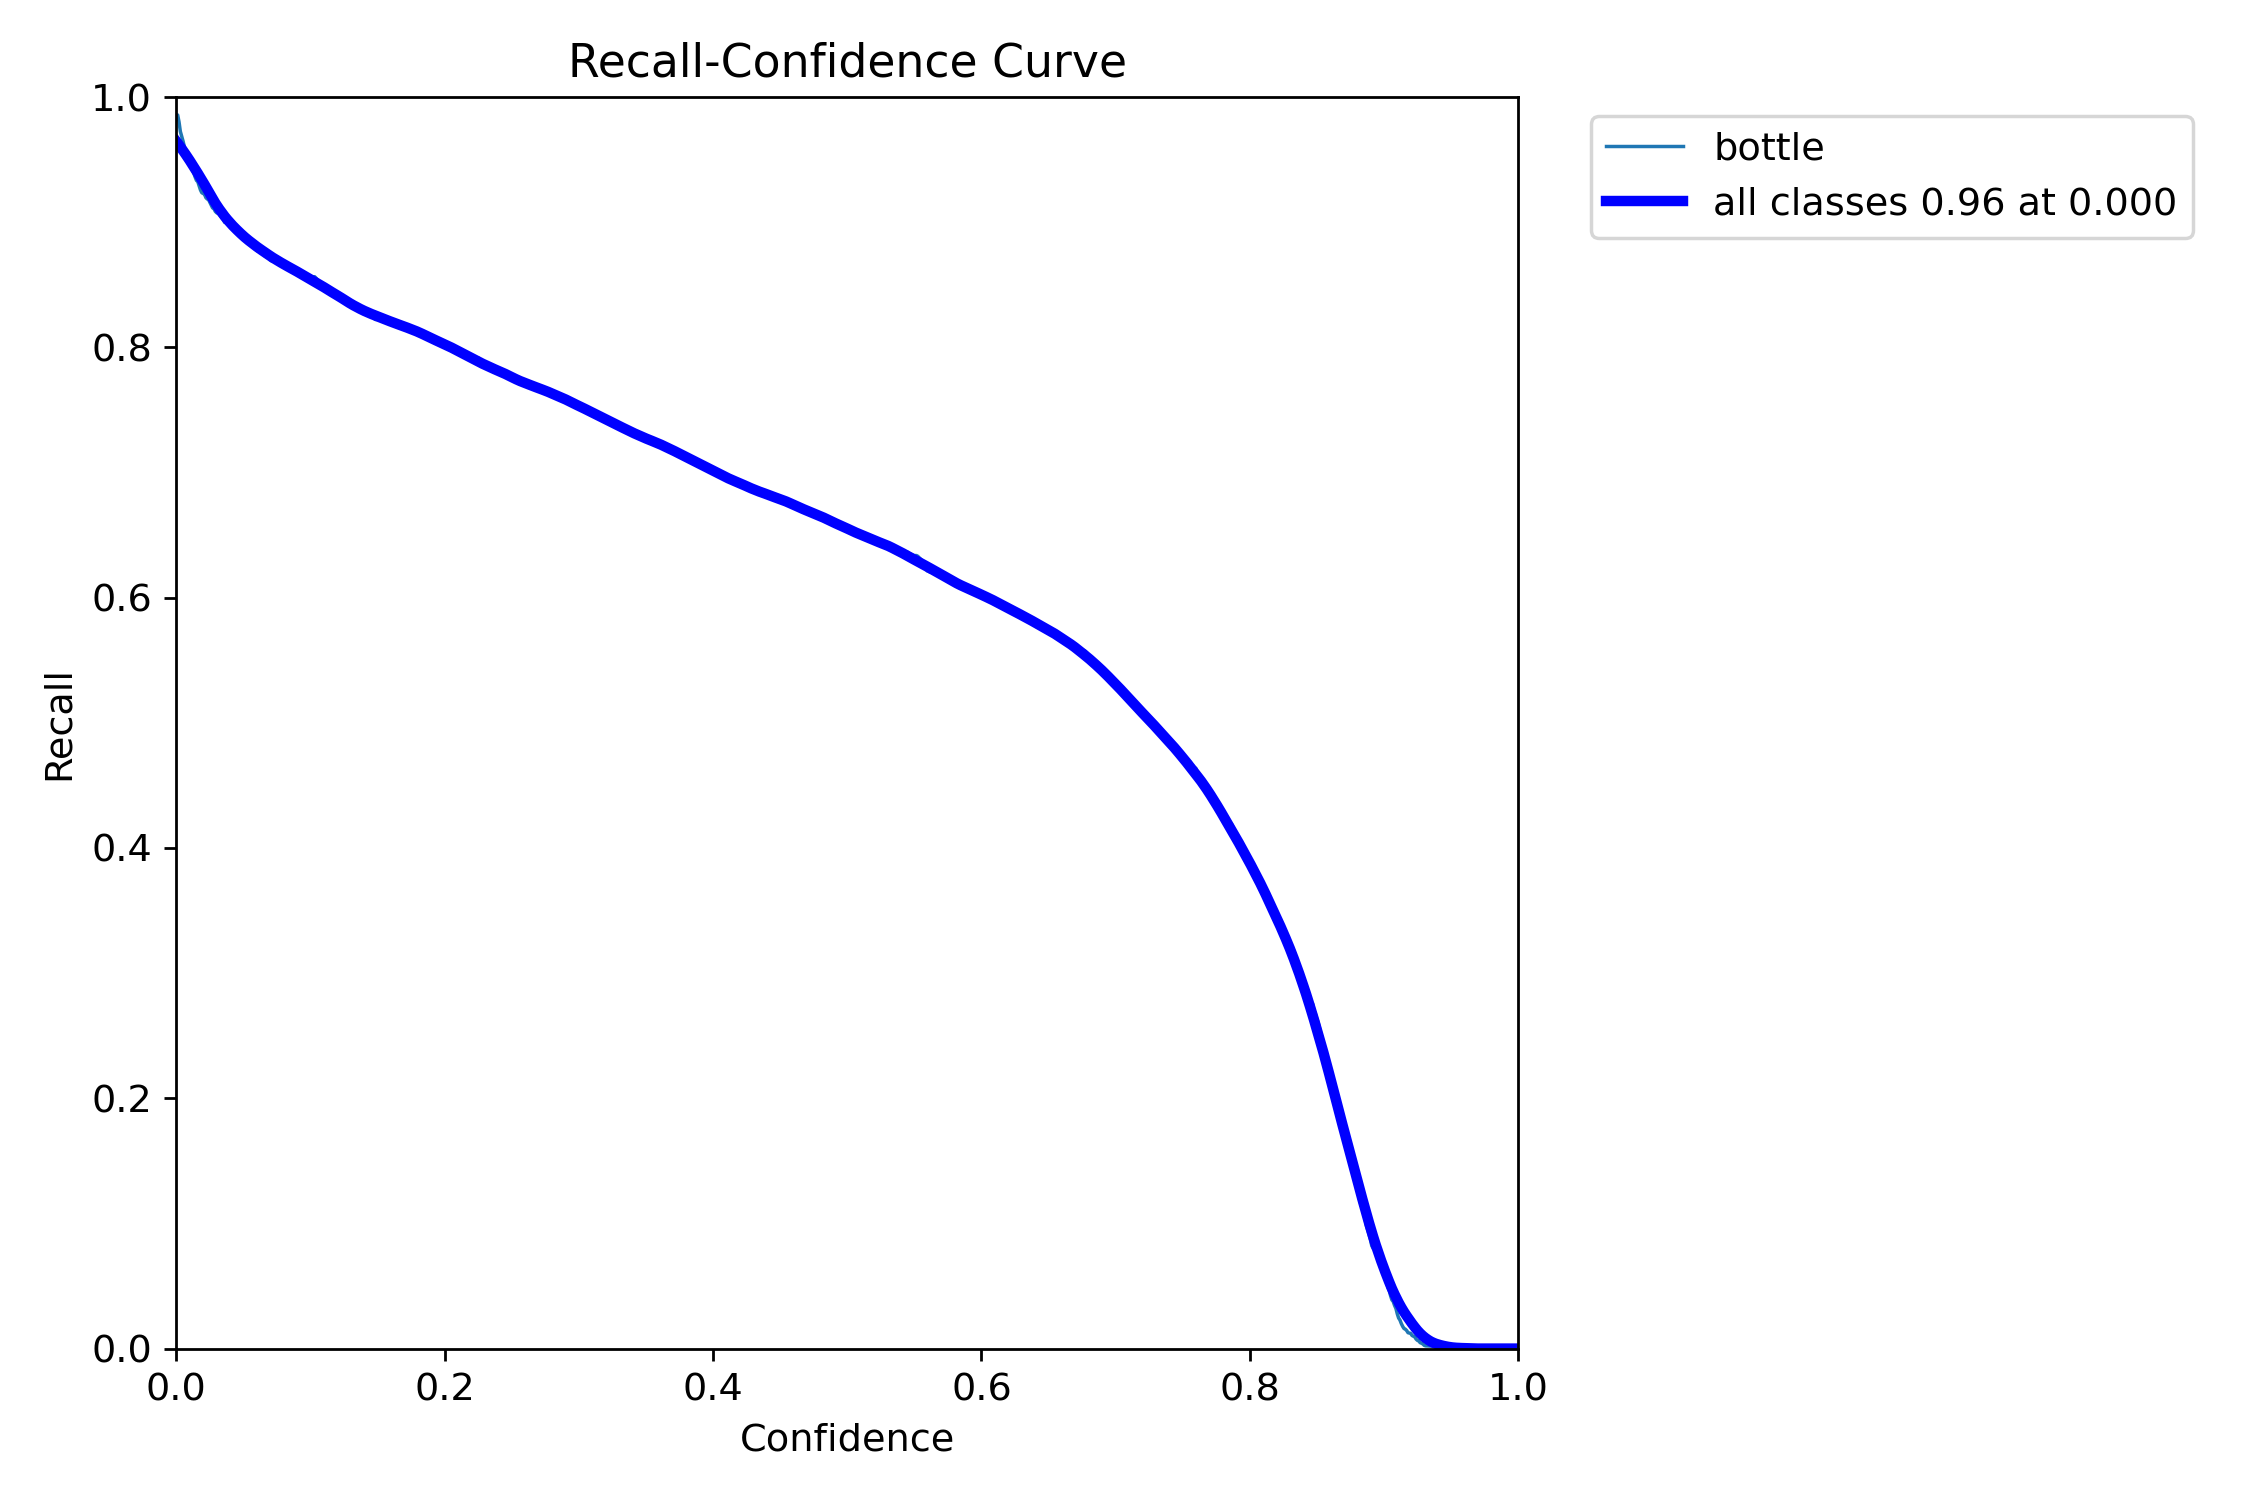 Recall-Confidence Curve
1.0
0.8
0.6
0.4
0.2
0.0
Recall
0.0 0.2 0.4 0.6 0.8 1.0
Confidence
bottle
all classes 0.96 at 0.000